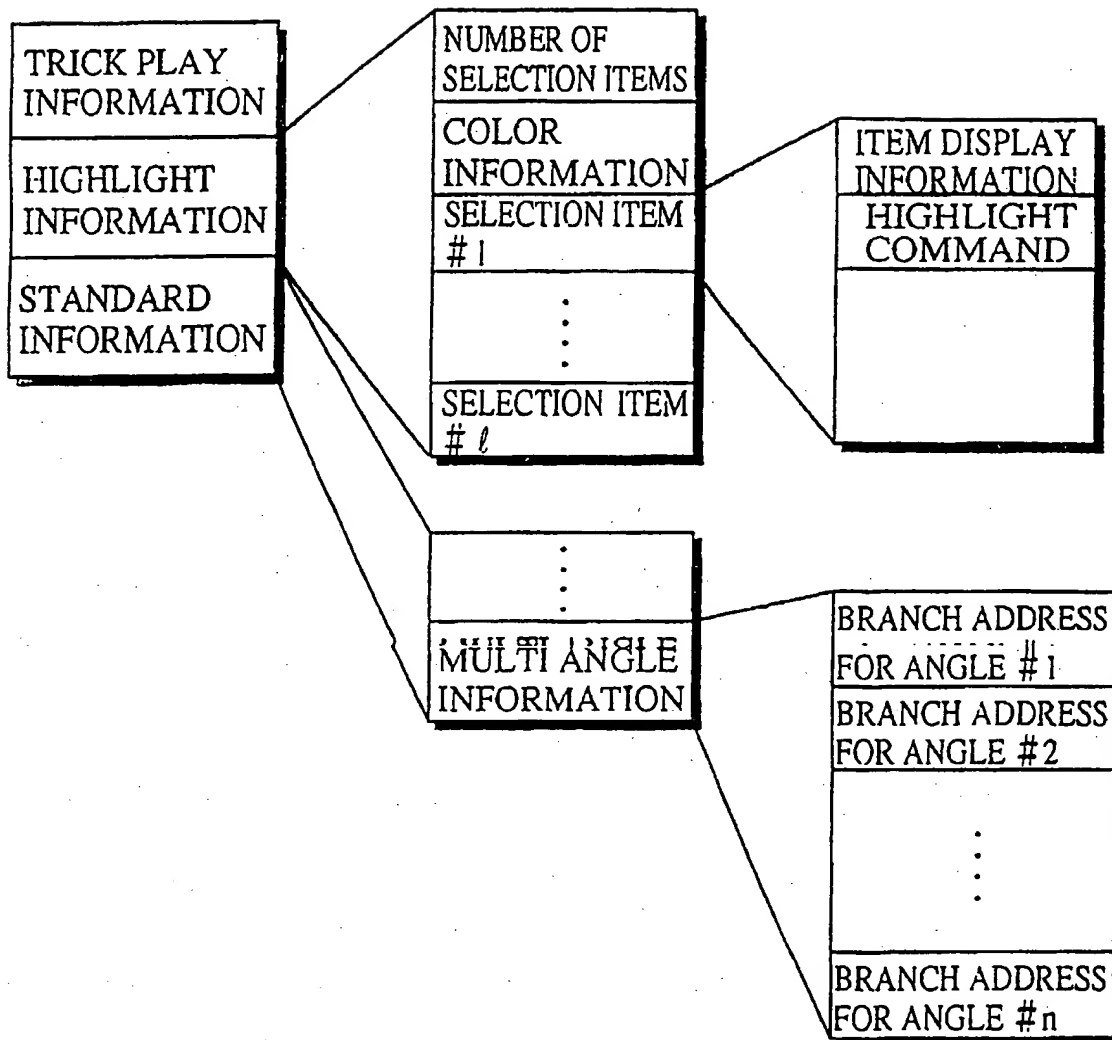 TRICK PLAY
INFORMATION
HIGHLIGHT
INFORMATION
STANDARD
INFORMATION
NUMBER OF
SELECTION ITEMS
COLOR
INFORMATION
SELECTION ITEM
#1
SELECTION ITEM
#ℓ
ITEM DISPLAY
INFORMATION
HIGHLIGHT
COMMAND
MULTI ANGLE
INFORMATION
BRANCH ADDRESS
FOR ANGLE #1
BRANCH ADDRESS
FOR ANGLE #2
BRANCH ADDRESS
FOR ANGLE #n